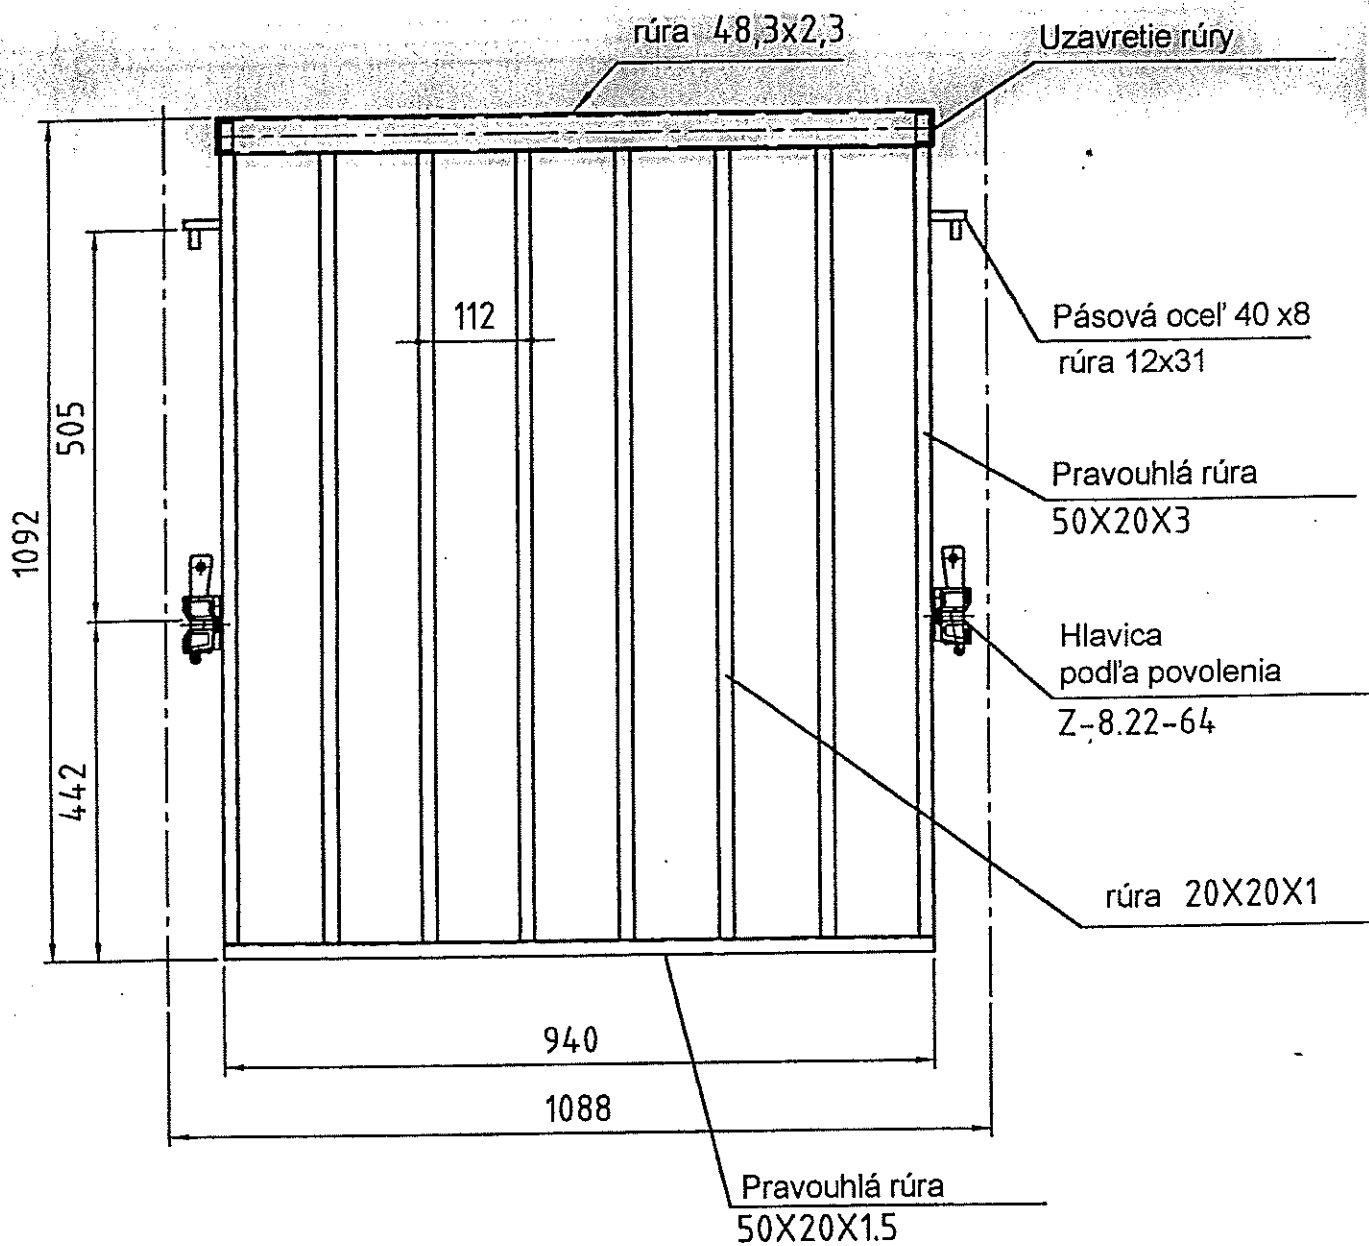 rúra 48,3x2,3
Uzavretie rúry
112
Pásová oceľ 40 x8
rúra 12x31
505
Pravouhlá rúra
50X20X3
1092
Hlavica
podľa povolenia
Z-8.22-64
442
rúra 20X20X1
940
1088
Pravouhlá rúra
50X20X1.5